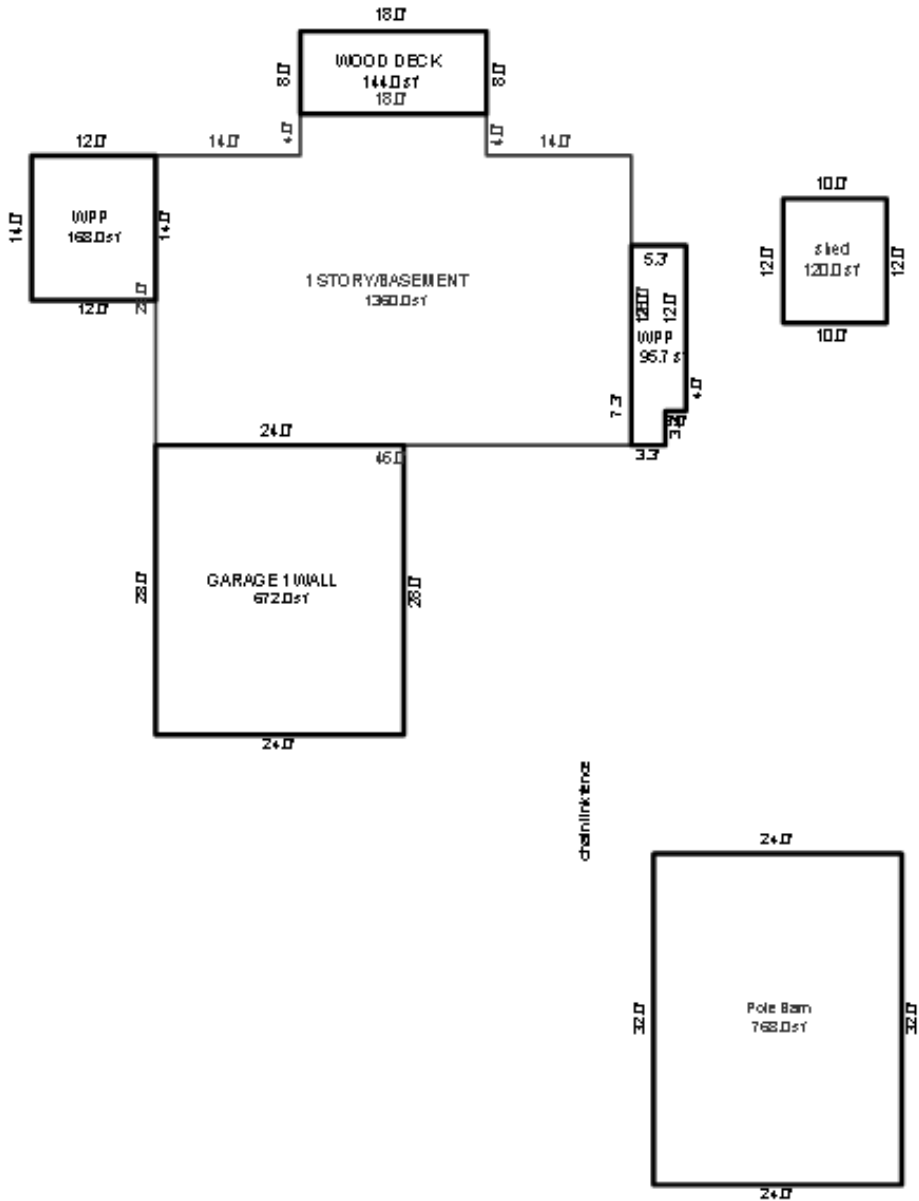 18.0'
WOOD DECK
144.0 sf
8.0'
8.0'
18.0'
12.0'
14.0'
4.0'
4.0'
14.0'
14.0'
WPP
168.0 sf
14.0'
12.0'
10.0'
12.0'
shed
120.0 sf
12.0'
10.0'
1 STORY/BASEMENT
1360.0 sf
5.3'
12.0'
WPP
95.7 sf
7.3'
4.0'
3.3'
24.0'
46.0'
28.0'
GARAGE 1 WALL
672.0 sf
28.0'
24.0'
chain link fence
24.0'
32.0'
Pole Barn
768.0 sf
32.0'
24.0'